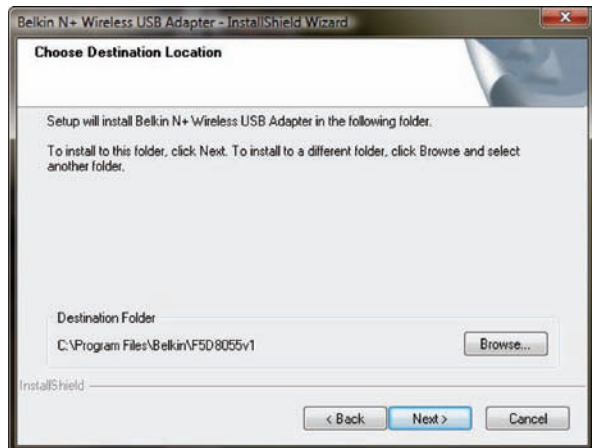 Belkin N+ Wireless USB Adapter - InstallShield Wizard
Choose Destination Location
Setup will install Belkin N+ Wireless USB Adapter in the following folder.
To install to this folder, click Next. To install to a different folder, click Browse and select
another folder.
Destination Folder
C:\Program Files\Belkin\F5D8055v1
Browse...
InstallShield
< Back
Next >
Cancel